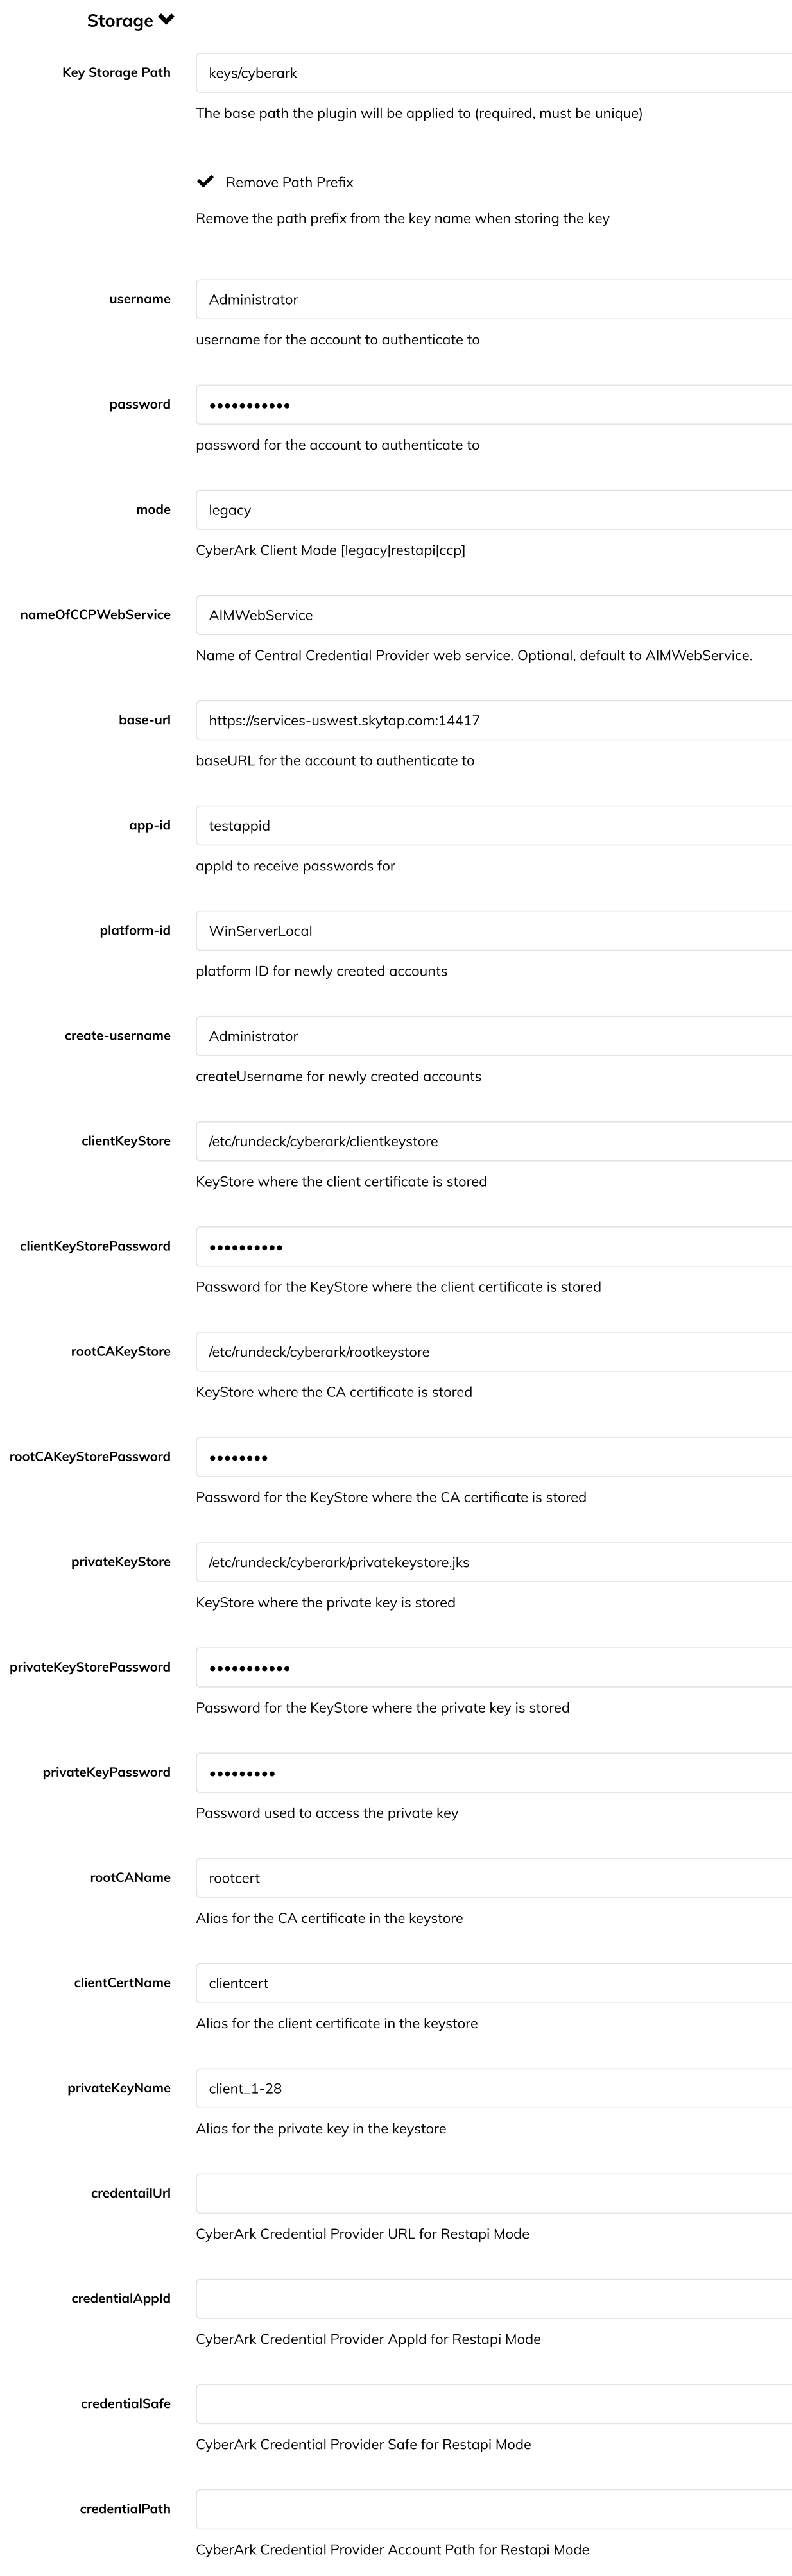 Storage
Key Storage Path
keys/cyberark
The base path the plugin will be applied to (required, must be unique)
Remove Path Prefix
Remove the path prefix from the key name when storing the key
username
Administrator
username for the account to authenticate to
password
•••••••••••
password for the account to authenticate to
mode
legacy
CyberArk Client Mode [legacy|restapi|ccp]
nameOfCCPWebService
AIMWebService
Name of Central Credential Provider web service. Optional, default to AIMWebService.
base-url
https://services-uswest.skytap.com:14417
baseURL for the account to authenticate to
app-id
testappid
appId to receive passwords for
platform-id
WinServerLocal
platform ID for newly created accounts
create-username
Administrator
createUsername for newly created accounts
clientKeyStore
/etc/rundeck/cyberark/clientkeystore
KeyStore where the client certificate is stored
clientKeyStorePassword
••••••••••
Password for the KeyStore where the client certificate is stored
rootCAKeyStore
/etc/rundeck/cyberark/rootkeystore
KeyStore where the CA certificate is stored
rootCAKeyStorePassword
••••••••
Password for the KeyStore where the CA certificate is stored
privateKeyStore
/etc/rundeck/cyberark/privatekeystore.jks
KeyStore where the private key is stored
privateKeyStorePassword
•••••••••••
Password for the KeyStore where the private key is stored
privateKeyPassword
•••••••••
Password used to access the private key
rootCAName
rootcert
Alias for the CA certificate in the keystore
clientCertName
clientcert
Alias for the client certificate in the keystore
privateKeyName
client_1-28
Alias for the private key in the keystore
credentailUrl
CyberArk Credential Provider URL for Restapi Mode
credentialAppId
CyberArk Credential Provider AppId for Restapi Mode
credentialSafe
CyberArk Credential Provider Safe for Restapi Mode
credentialPath
CyberArk Credential Provider Account Path for Restapi Mode